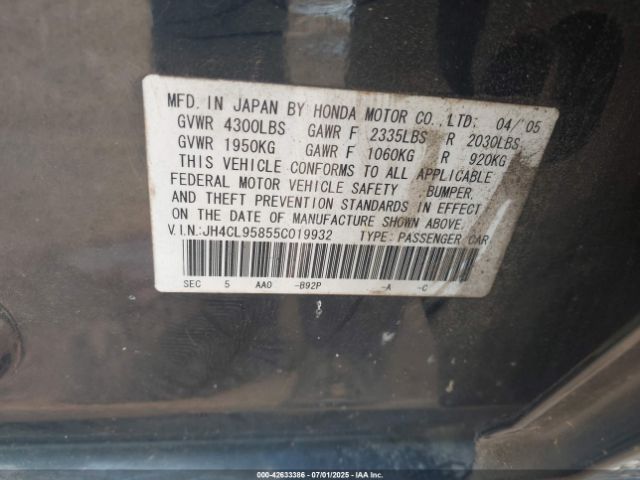 MFD. IN JAPAN BY HONDA MOTOR CO., LTD: 04/'05
GVWR 4300LBS GAWR F 2335LBS R 2030LBS
GVWR 1950KG GAWR F 1060KG R 920KG
THIS VEHICLE CONFORMS TO ALL APPLICABLE
FEDERAL MOTOR VEHICLE SAFETY, BUMPER,
AND THEFT PREVENTION STANDARDS IN EFFECT
ON THE DATE OF MANUFACTURE SHOWN ABOVE.
V.I.N:JH4CL95855C019932 TYPE: PASSENGER CAR
SEC 5 AAO -B92P -A -C
000-42633386 - 07/01/2025 - IAA Inc.